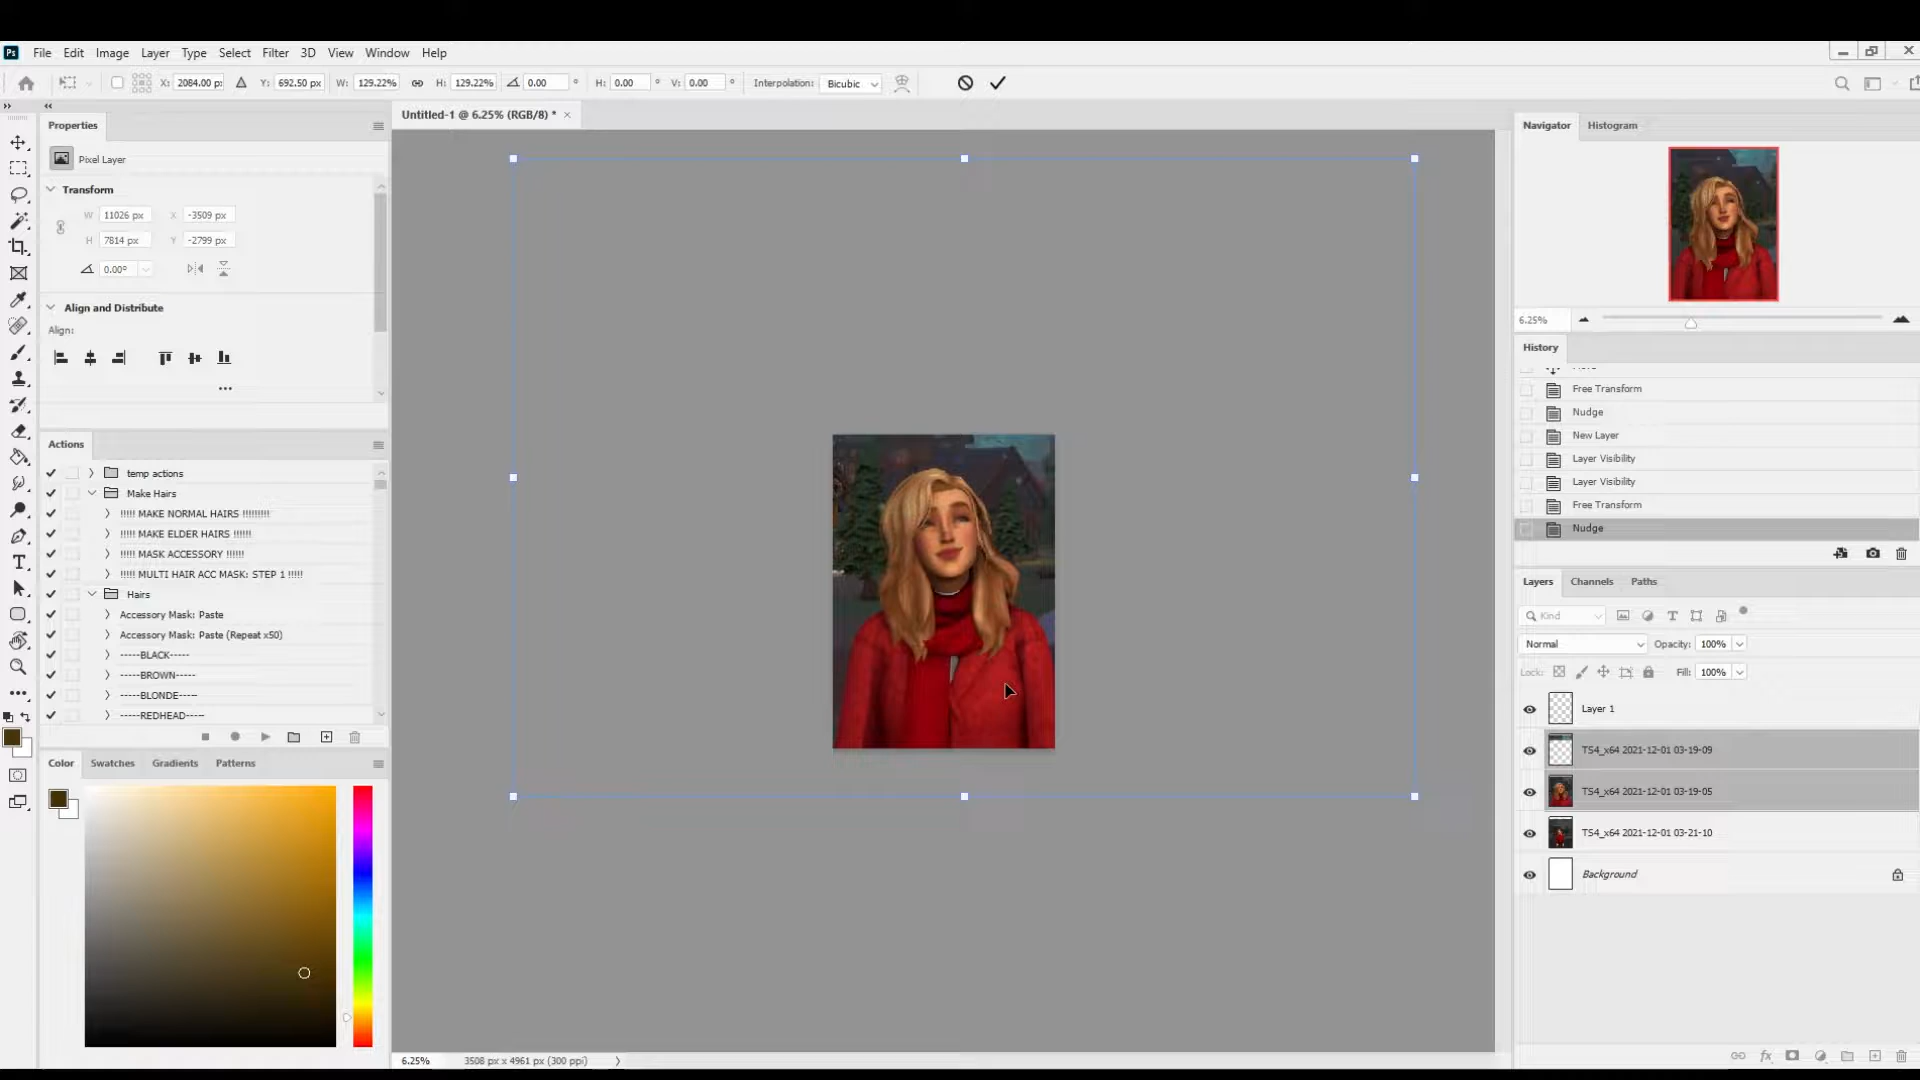 Ps File Edit Image Layer Type Select Filter 3D View Window Help
X: 2084.00 p: Y: 692.50 px W: 129.22% H: 129.22% 0.00 ° H: 0.00 ° V: 0.00 ° Interpolation: Bicubic
Untitled-1 @ 6.25% (RGB/8) * ×
Properties
Pixel Layer
Transform
W 11026 px X -3509 px
H 7814 px Y -2799 px
0.00°
Align and Distribute
Align:
Actions
temp actions
Make Hairs
!!!!! MAKE NORMAL HAIRS !!!!!!!!!
!!!!! MAKE ELDER HAIRS !!!!!!
!!!!! MASK ACCESSORY !!!!!!
!!!!! MULTI HAIR ACC MASK: STEP 1 !!!!!
Hairs
Accessory Mask: Paste
Accessory Mask: Paste (Repeat x50)
-----BLACK-----
-----BROWN-----
-----BLONDE-----
-----REDHEAD-----
Color Swatches Gradients Patterns
6.25% 3508 px x 4961 px (300 ppi)
Navigator Histogram
6.25%
History
Free Transform
Nudge
New Layer
Layer Visibility
Layer Visibility
Free Transform
Nudge
Layers Channels Paths
Kind
Normal Opacity: 100%
Lock: Fill: 100%
Layer 1
TS4_x64 2021-12-01 03-19-09
TS4_x64 2021-12-01 03-19-05
TS4_x64 2021-12-01 03-21-10
Background